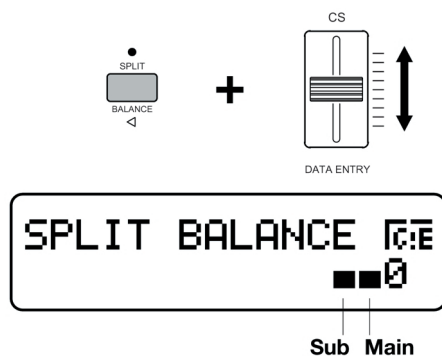 CS
SPLIT
BALANCE
DATA ENTRY
SPLIT BALANCE C:E
0
Sub Main